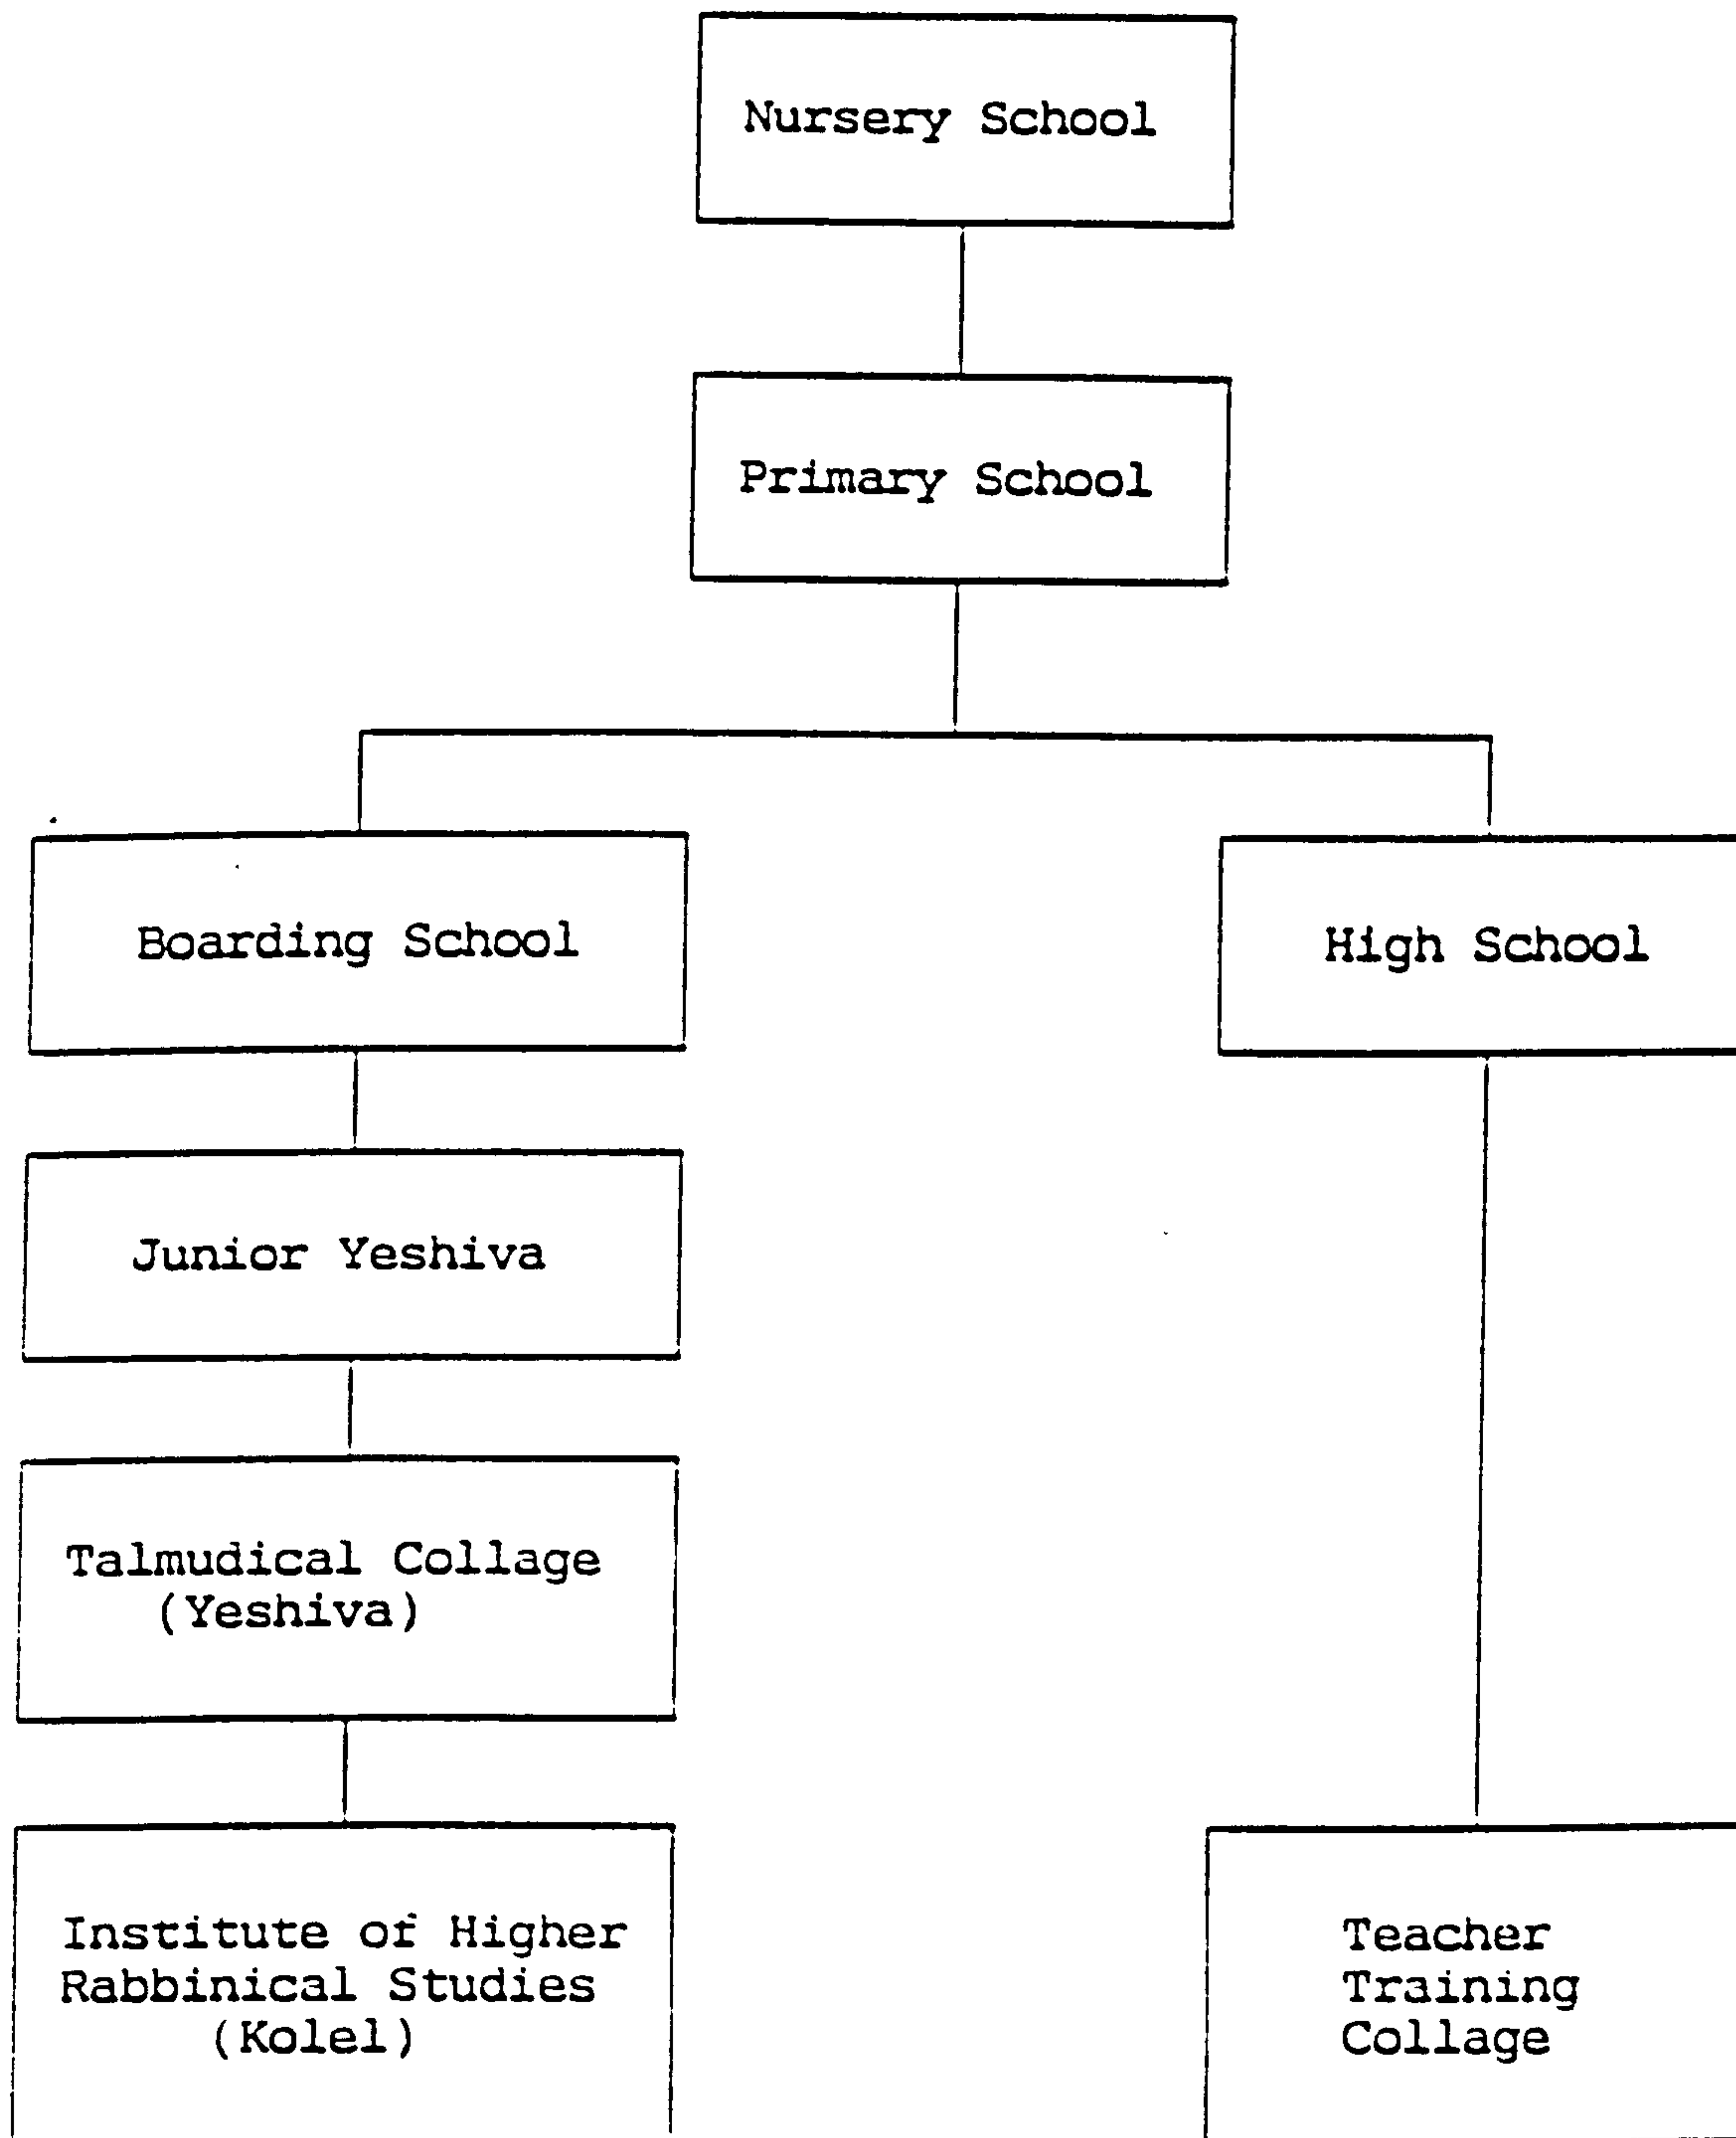 Nursery School
Primary School
Boarding School
High School
Junior Yeshiva
Talmudical Collage
(Yeshiva)
Institute of Higher
Rabbinical Studies
(Kolel)
Teacher
Training
Collage